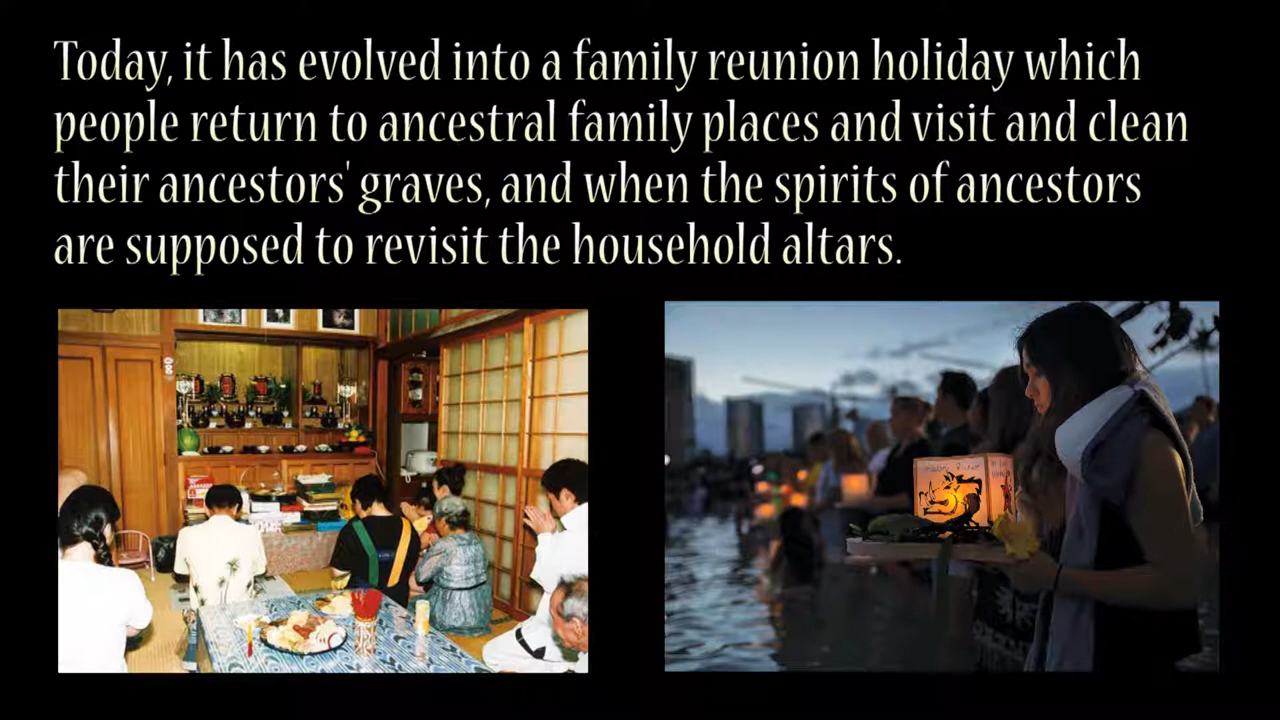 Today, it has evolved into a family reunion holiday which
people return to ancestral family places and visit and clean
their ancestors' graves, and when the spirits of ancestors
are supposed to revisit the household altars.